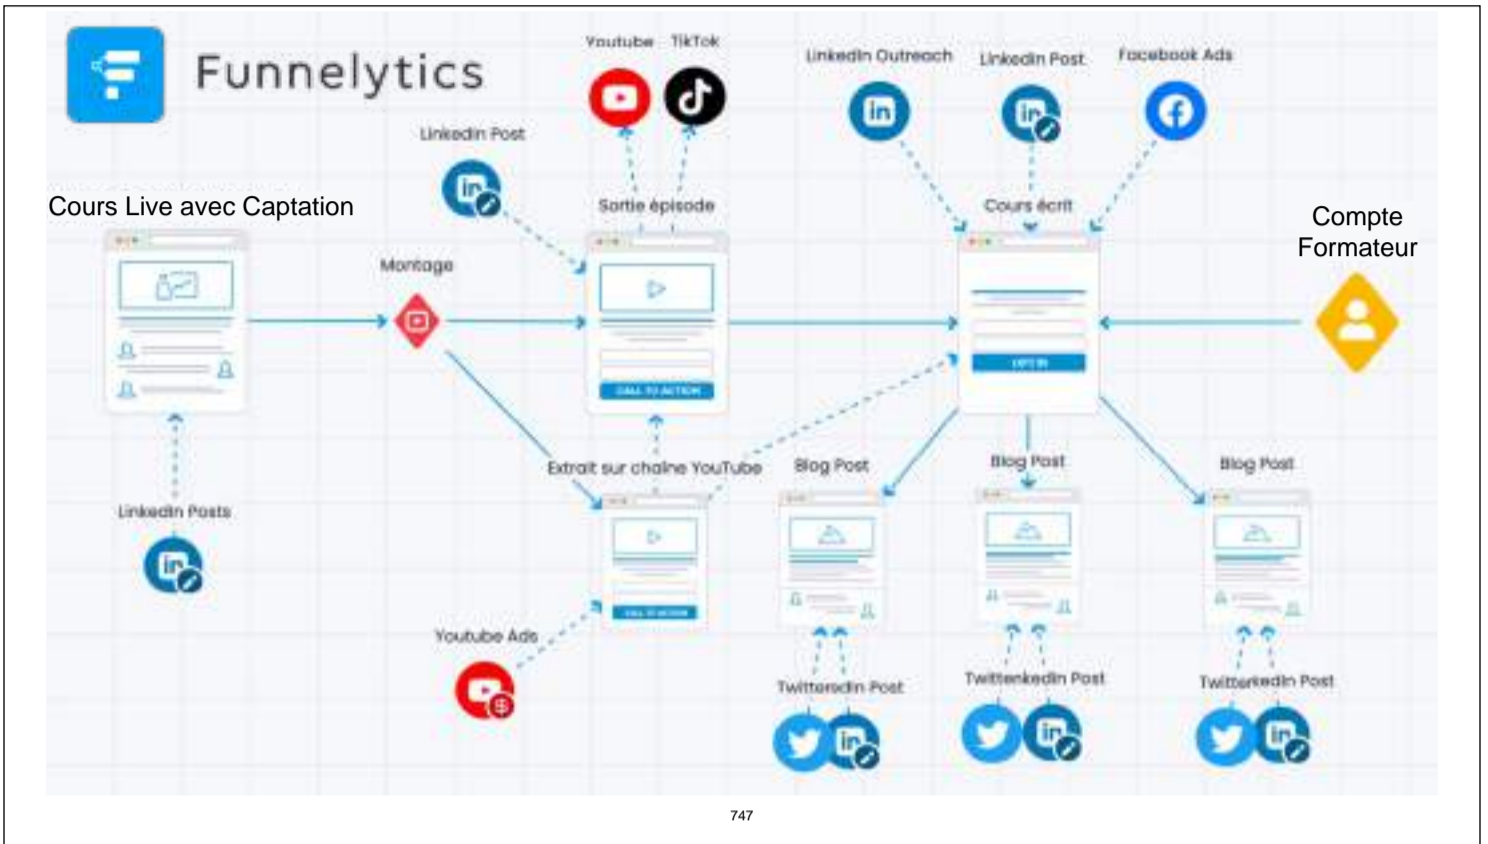 Funnelytics
Youtube
TikTok
LinkedIn Outreach
LinkedIn Post
Facebook Ads
LinkedIn Post
Cours Live avec Captation
Sortie épisode
Cours écrit
Compte
Formateur
Montage
CALL TO ACTION
OPT IN
Extrait sur chaîne YouTube
Blog Post
Blog Post
Blog Post
LinkedIn Posts
CALL TO ACTION
Youtube Ads
TwitteredIn Post
TwittenkedIn Post
TwitterkedIn Post
747